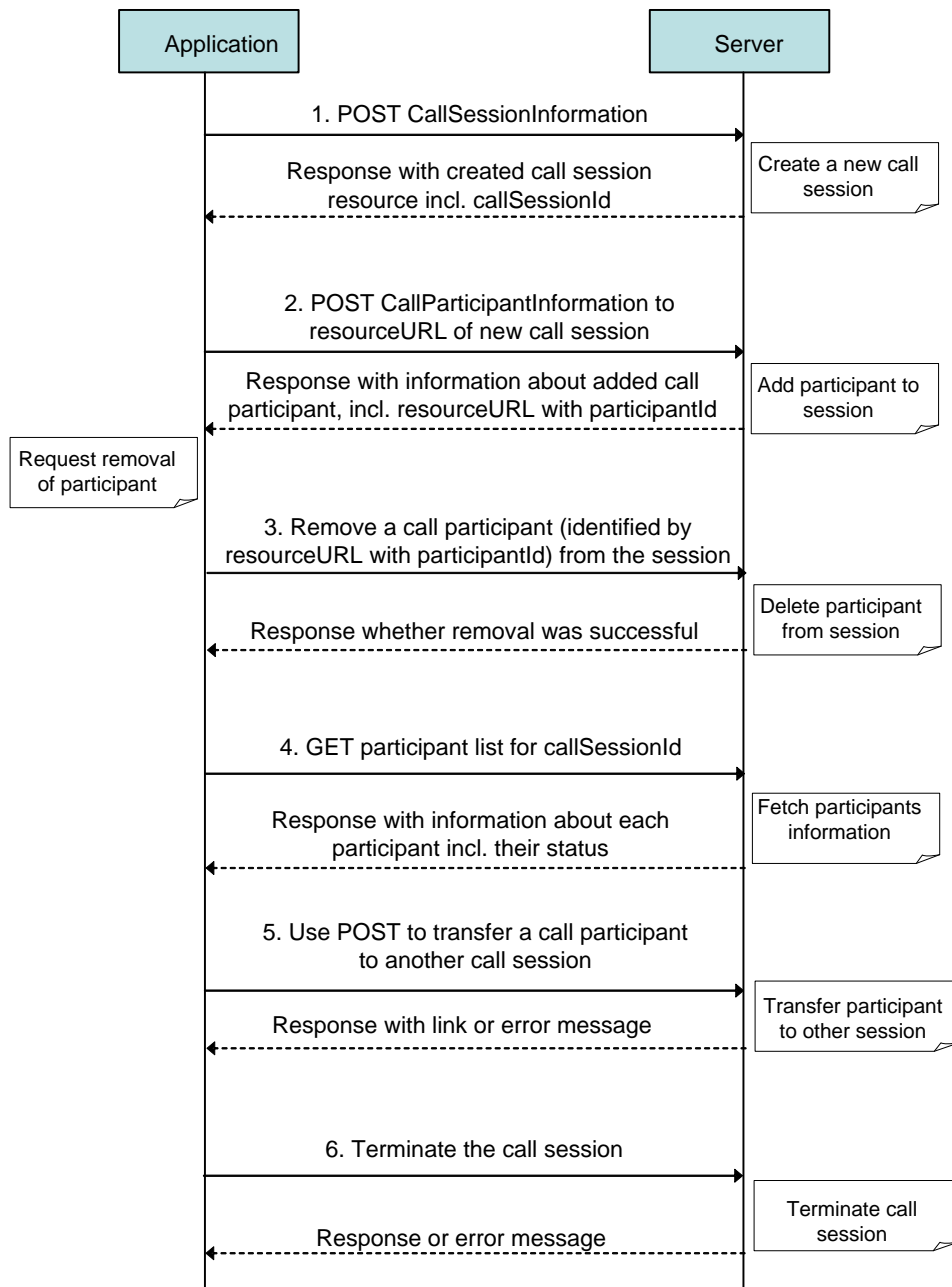 Application
Server
1. POST CallSessionInformation
Create a new call
session
Response with created call session
resource incl. callSessionId
2. POST CallParticipantInformation to
resourceURL of new call session
Response with information about added call
participant, incl. resourceURL with participantId
Add participant to
session
Request removal
of participant
3. Remove a call participant (identified by
resourceURL with participantId) from the session
Delete participant
from session
Response whether removal was successful
4. GET participant list for callSessionId
Fetch participants
information
Response with information about each
participant incl. their status
5. Use POST to transfer a call participant
to another call session
Transfer participant
to other session
Response with link or error message
6. Terminate the call session
Terminate call
session
Response or error message